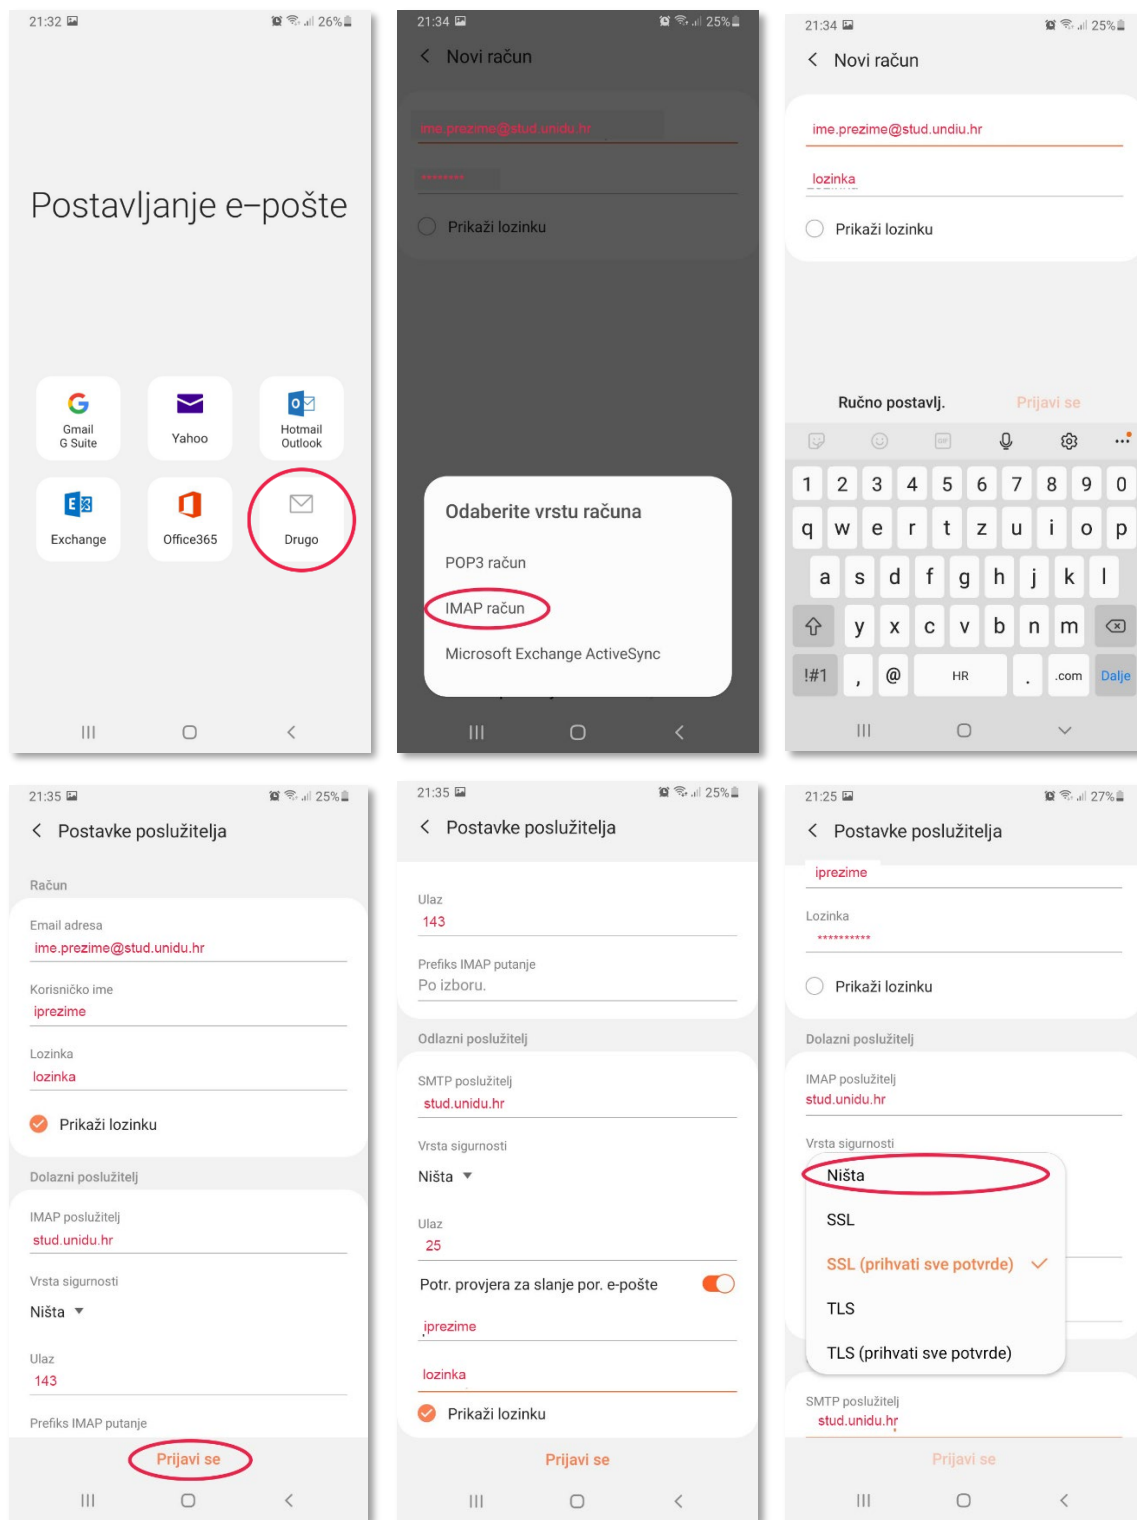 21:32
26%
Postavljanje e-pošte
Gmail
G Suite
Yahoo
Hotmail
Outlook
Exchange
Office365
Drugo
21:34
25%
Novi račun
ime.prezime@stud.unidu.hr
********
Prikaži lozinku
Odaberite vrstu računa
POP3 račun
IMAP račun
Microsoft Exchange ActiveSync
21:34
25%
Novi račun
ime.prezime@stud.undiu.hr
lozinka
Prikaži lozinku
Ručno postavlj.
Prijavi se
GIF
1 2 3 4 5 6 7 8 9 0
q w e r t z u i o p
a s d f g h j k l
y x c v b n m
!#1 , @ HR . .com Dalje
21:35
25%
Postavke poslužitelja
Račun
Email adresa
ime.prezime@stud.unidu.hr
Korisničko ime
iprezime
Lozinka
lozinka
Prikaži lozinku
Dolazni poslužitelj
IMAP poslužitelj
stud.unidu.hr
Vrsta sigurnosti
Ništa
Ulaz
143
Prefiks IMAP putanje
Prijavi se
21:35
25%
Postavke poslužitelja
Ulaz
143
Prefiks IMAP putanje
Po izboru.
Odlazni poslužitelj
SMTP poslužitelj
stud.unidu.hr
Vrsta sigurnosti
Ništa
Ulaz
25
Potr. provjera za slanje por. e-pošte
iprezime
lozinka
Prikaži lozinku
Prijavi se
21:25
27%
Postavke poslužitelja
iprezime
Lozinka
**********
Prikaži lozinku
Dolazni poslužitelj
IMAP poslužitelj
stud.unidu.hr
Vrsta sigurnosti
Ništa
SSL
SSL (prihvati sve potvrde)
TLS
TLS (prihvati sve potvrde)
SMTP poslužitelj
stud.unidu.hr
Prijavi se